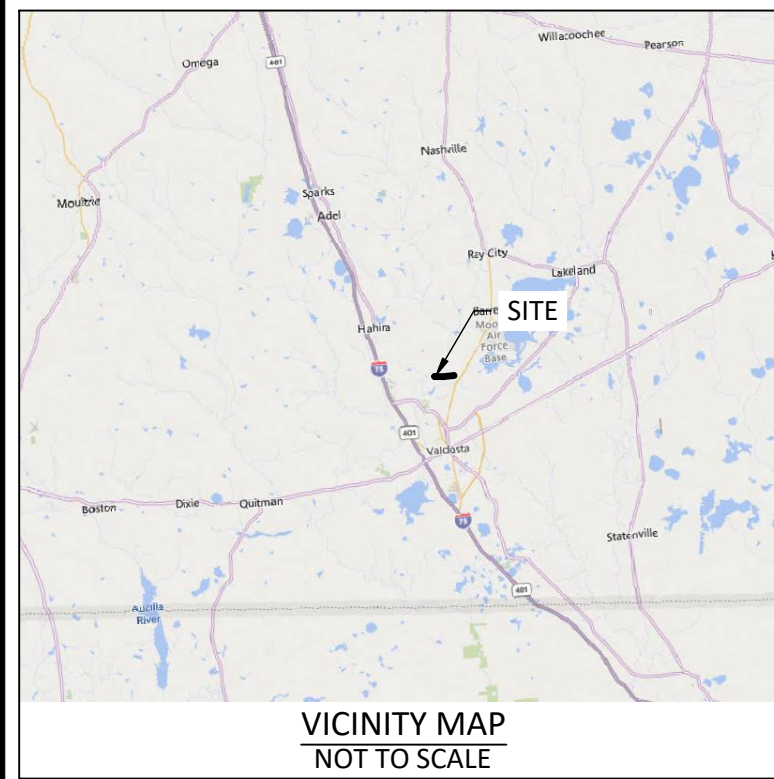 Willacoochee
Pearson
Omega
401
Nashville
Moultrie
Sparks
Adel
Ray City
Lakeland
SITE
Hahira
Moo
Air
Force
Base
75
401
Valdosta
Boston
Dixie
Quitman
75
Statenville
401
Aucilla
River
VICINITY MAP
NOT TO SCALE